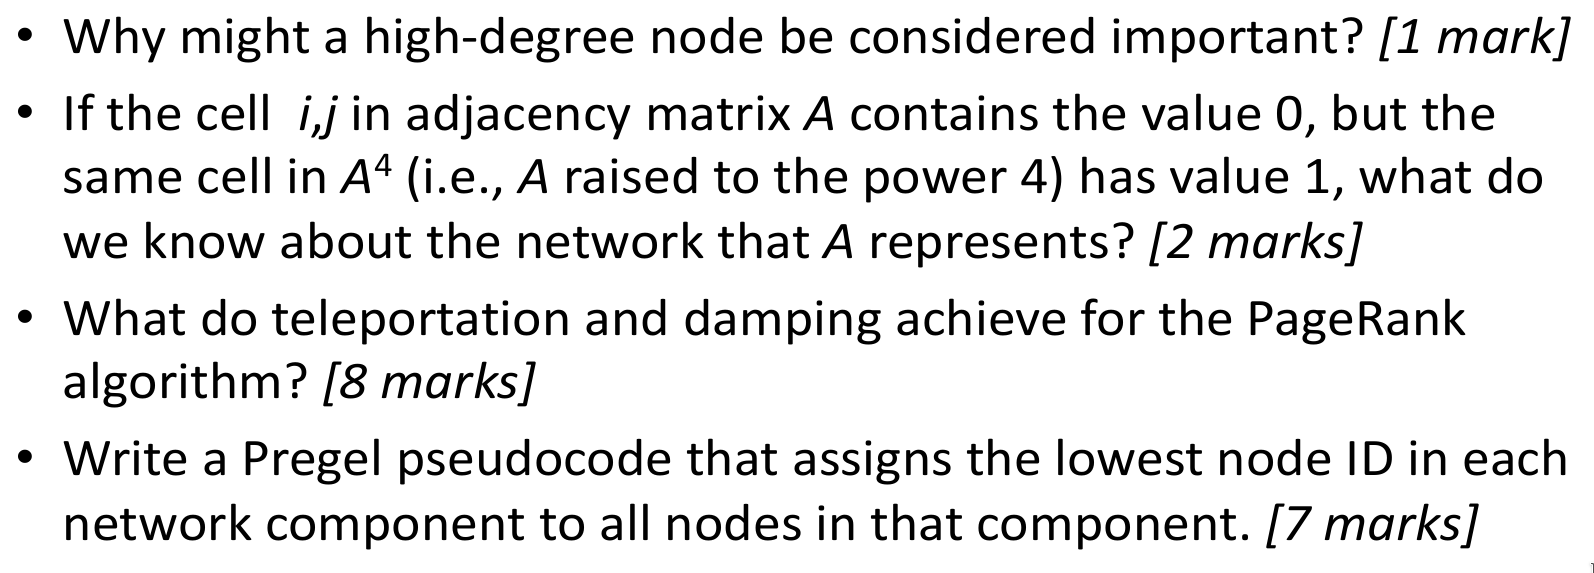 • Why might a high-degree node be considered important? [1 mark]
• If the cell i,j in adjacency matrix A contains the value 0, but the
same cell in A⁴ (i.e., A raised to the power 4) has value 1, what do
we know about the network that A represents? [2 marks]
• What do teleportation and damping achieve for the PageRank
algorithm? [8 marks]
• Write a Pregel pseudocode that assigns the lowest node ID in each
network component to all nodes in that component. [7 marks]